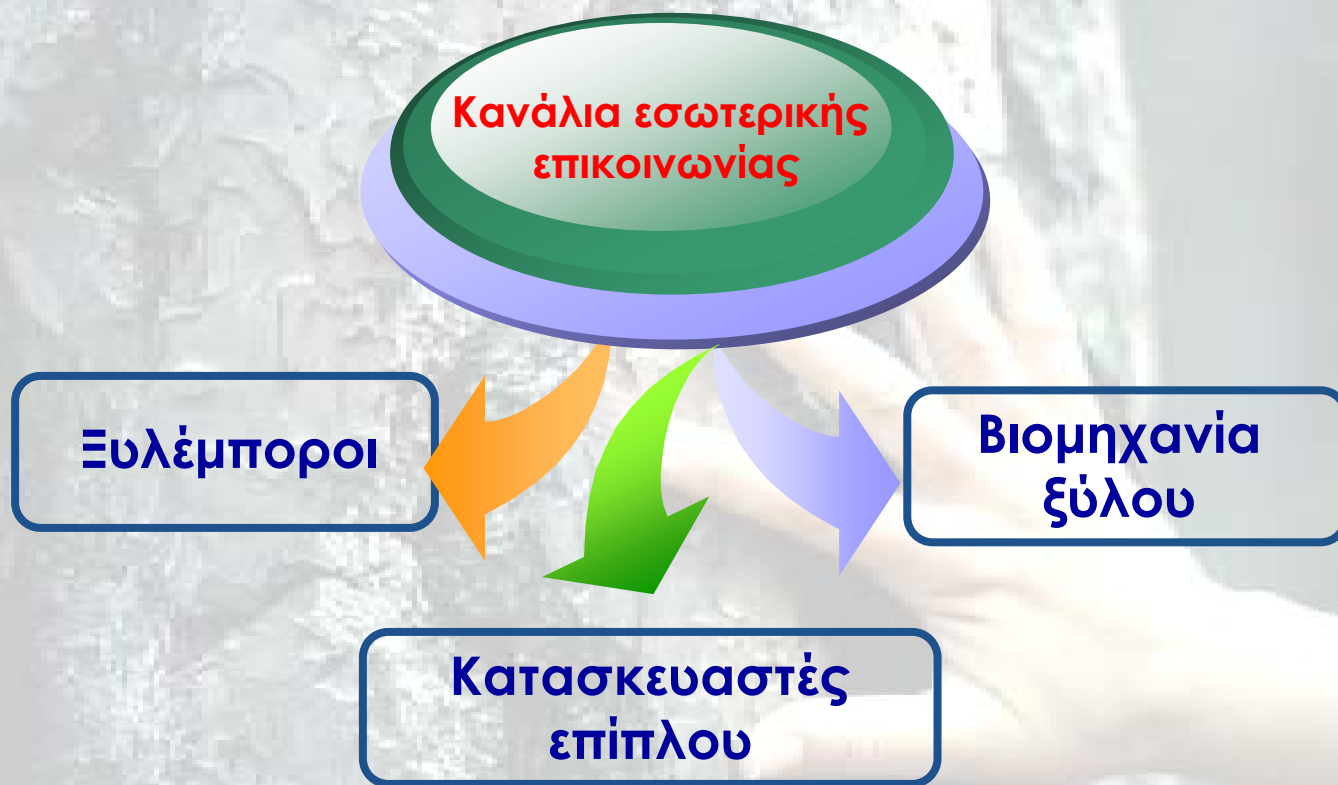 Κανάλια εσωτερικής
επικοινωνίας
Ξυλέμποροι
Βιομηχανία
ξύλου
Κατασκευαστές
επίπλου